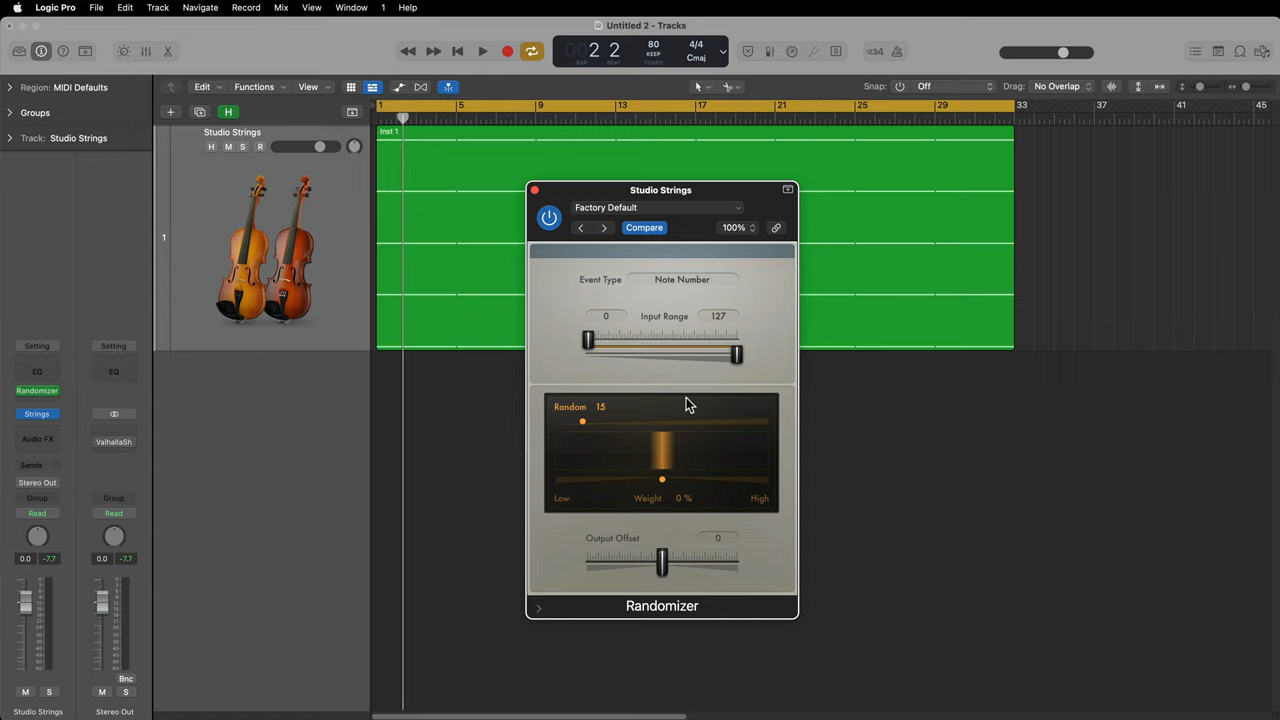 Logic Pro File Edit Track Navigate Record Mix View Window 1 Help
Untitled 2 - Tracks
002 2 80 4/4
KEEP Cmaj
BAR BEAT TEMPO
1234
Region: MIDI Defaults
Edit Functions View
Snap: Off Drag: No Overlap
Groups
H
1 5 9 13 17 21 25 29 33 37 41 45
Track: Studio Strings
Studio Strings
H M S R
Inst 1
1
Studio Strings
Factory Default
Compare 100%
Event Type Note Number
0 Input Range 127
Random 15
Low Weight 0 % High
Output Offset 0
Randomizer
Setting Setting
EQ EQ
Randomizer
Strings
Audio FX ValhallaSh
Sends
Stereo Out
Group Group
Read Read
0.0 -7.7 0.0 -7.7
Bnc
M S M S
Studio Strings Stereo Out